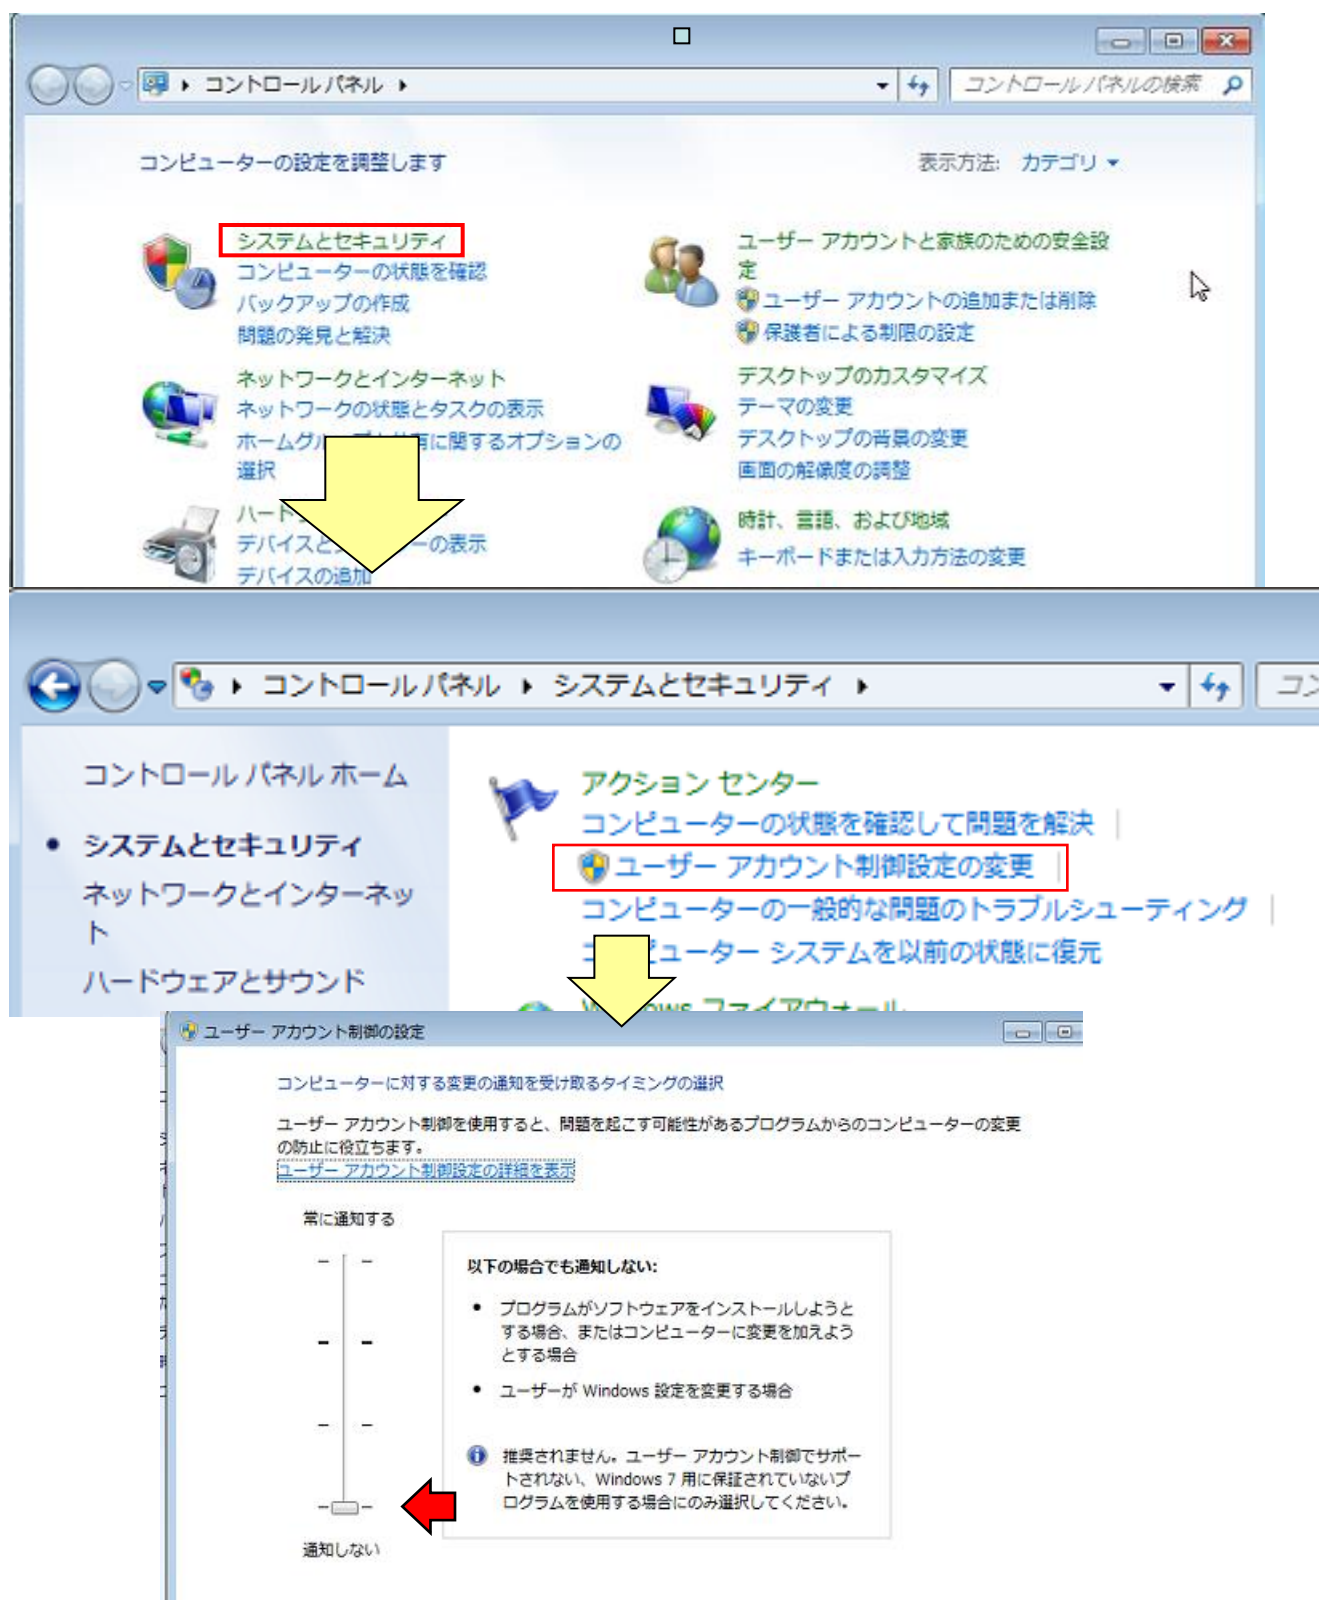 コントロール パネル
コントロール パネルの検索
コンピューターの設定を調整します
表示方法: カテゴリ
システムとセキュリティ
コンピューターの状態を確認
バックアップの作成
問題の発見と解決
ユーザー アカウントと家族のための安全設
定
ユーザー アカウントの追加または削除
保護者による制限の設定
ネットワークとインターネット
ネットワークの状態とタスクの表示
ホームグル に関するオプションの
選択
デスクトップのカスタマイズ
テーマの変更
デスクトップの背景の変更
画面の解像度の調整
ハード
デバイスと ーの表示
デバイスの追加
時計、言語、および地域
キーボードまたは入力方法の変更
コントロール パネル システムとセキュリティ コン
コントロール パネル ホーム
システムとセキュリティ
ネットワークとインターネッ
ト
ハードウェアとサウンド
アクション センター
コンピューターの状態を確認して問題を解決
ユーザー アカウント制御設定の変更
コンピューターの一般的な問題のトラブルシューティング
ューター システムを以前の状態に復元
ファイアウォール
ユーザー アカウント制御の設定
コンピューターに対する変更の通知を受け取るタイミングの選択
ユーザー アカウント制御を使用すると、問題を起こす可能性があるプログラムからのコンピューターの変更
の防止に役立ちます。
ユーザー アカウント制御設定の詳細を表示
常に通知する
以下の場合でも通知しない:
• プログラムがソフトウェアをインストールしようと
する場合、またはコンピューターに変更を加えよう
とする場合
• ユーザーが Windows 設定を変更する場合
推奨されません。ユーザー アカウント制御でサポー
トされない、Windows 7 用に保証されていないプ
ログラムを使用する場合にのみ選択してください。
通知しない